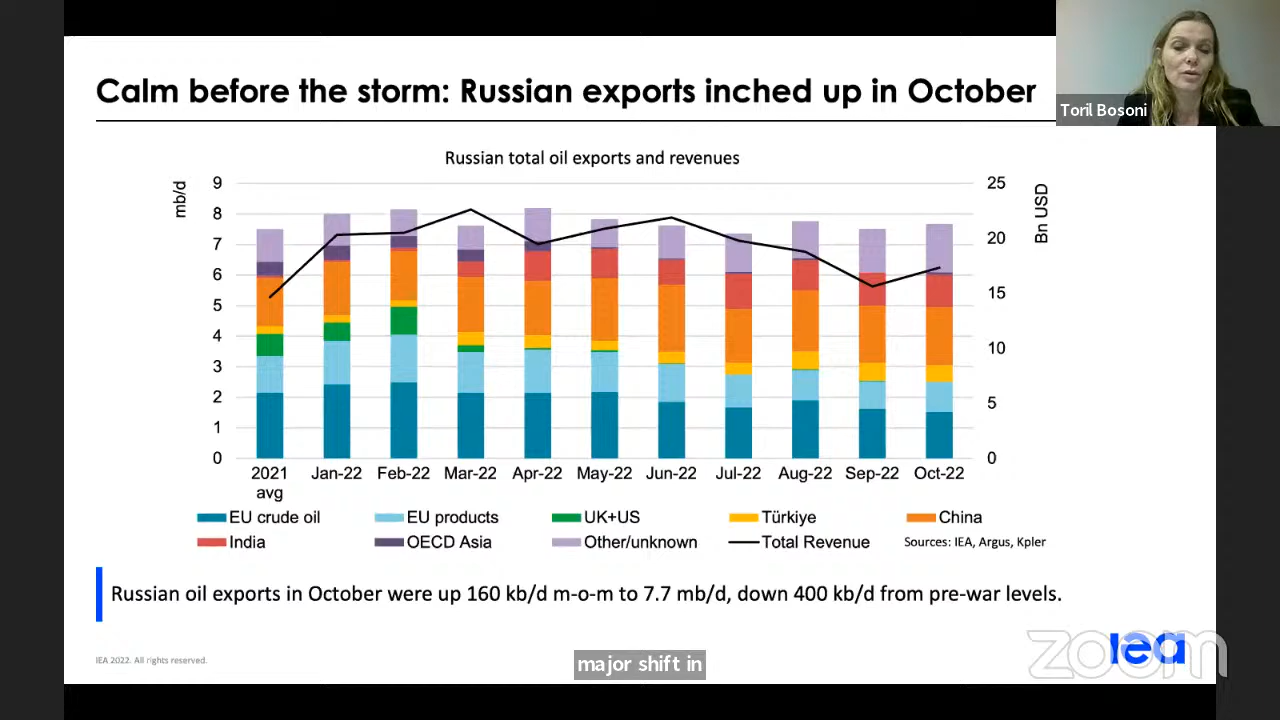 Calm before the storm: Russian exports inched up in October
Toril Bosoni
Russian total oil exports and revenues
mb/d
9
8
7
6
5
4
3
2
1
0
25
20
15
10
5
0
Bn USD
2021 avg Jan-22 Feb-22 Mar-22 Apr-22 May-22 Jun-22 Jul-22 Aug-22 Sep-22 Oct-22
EU crude oil EU products UK+US Türkiye China
India OECD Asia Other/unknown Total Revenue Sources: IEA, Argus, Kpler
Russian oil exports in October were up 160 kb/d m-o-m to 7.7 mb/d, down 400 kb/d from pre-war levels.
IEA 2022. All rights reserved.
major shift in
zoom
iea